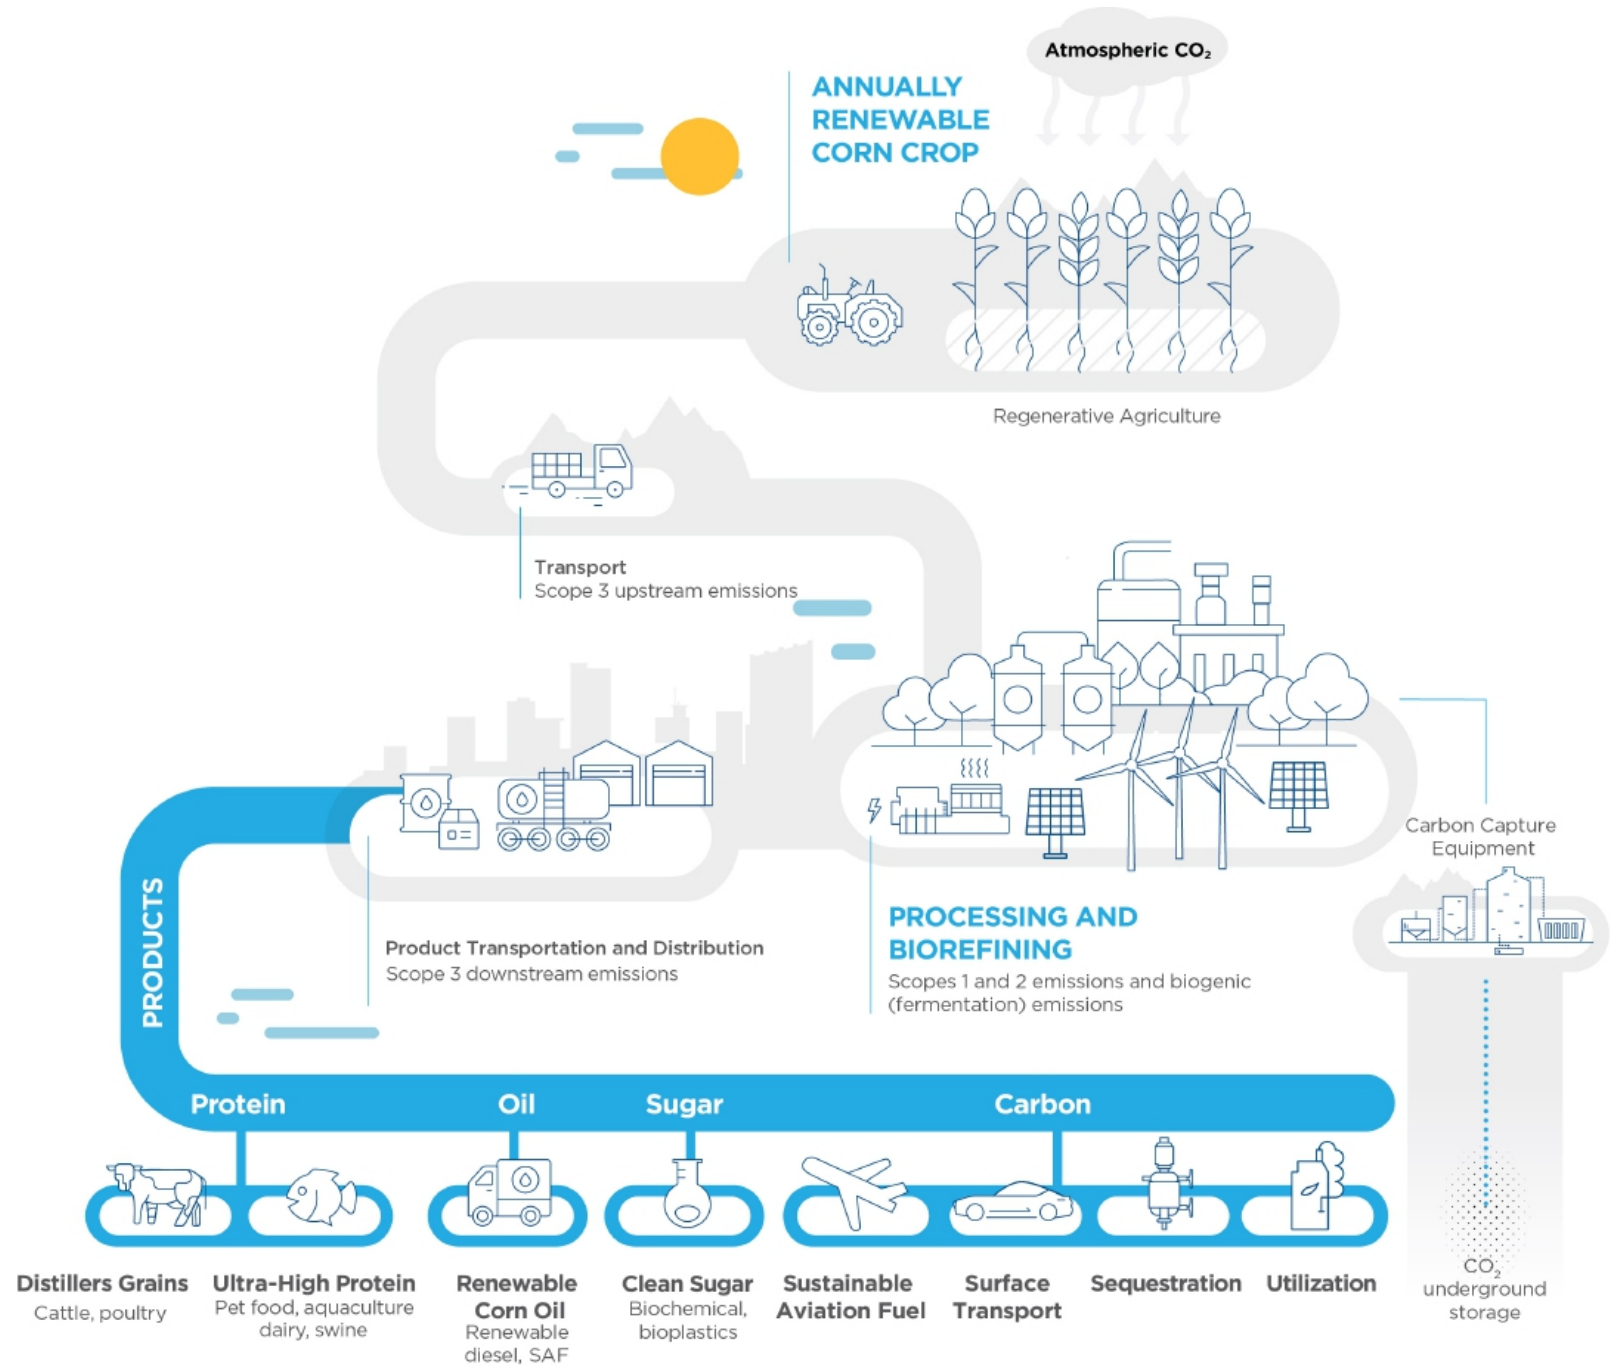 Atmospheric CO₂
ANNUALLY
RENEWABLE
CORN CROP
Regenerative Agriculture
Transport
Scope 3 upstream emissions
Carbon Capture
Equipment
PROCESSING AND
BIOREFINING
Scopes 1 and 2 emissions and biogenic
(fermentation) emissions
Product Transportation and Distribution
Scope 3 downstream emissions
PRODUCTS
Protein
Oil
Sugar
Carbon
Distillers Grains
Cattle, poultry
Ultra-High Protein
Pet food, aquaculture
dairy, swine
Renewable
Corn Oil
Renewable
diesel, SAF
Clean Sugar
Biochemical,
bioplastics
Sustainable
Aviation Fuel
Surface
Transport
Sequestration
Utilization
CO₂
underground
storage